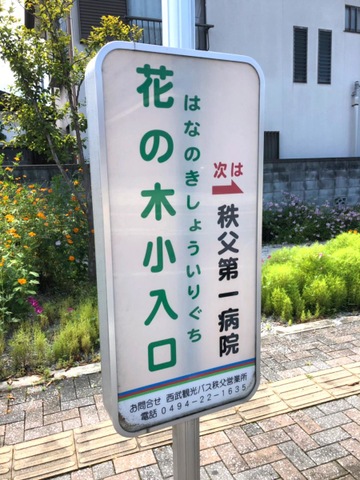 花の木小入口
はなのきしょういりぐち
次は
秩父第一病院
お問合せ 西武観光バス秩父営業所
電話 0494-22-1635